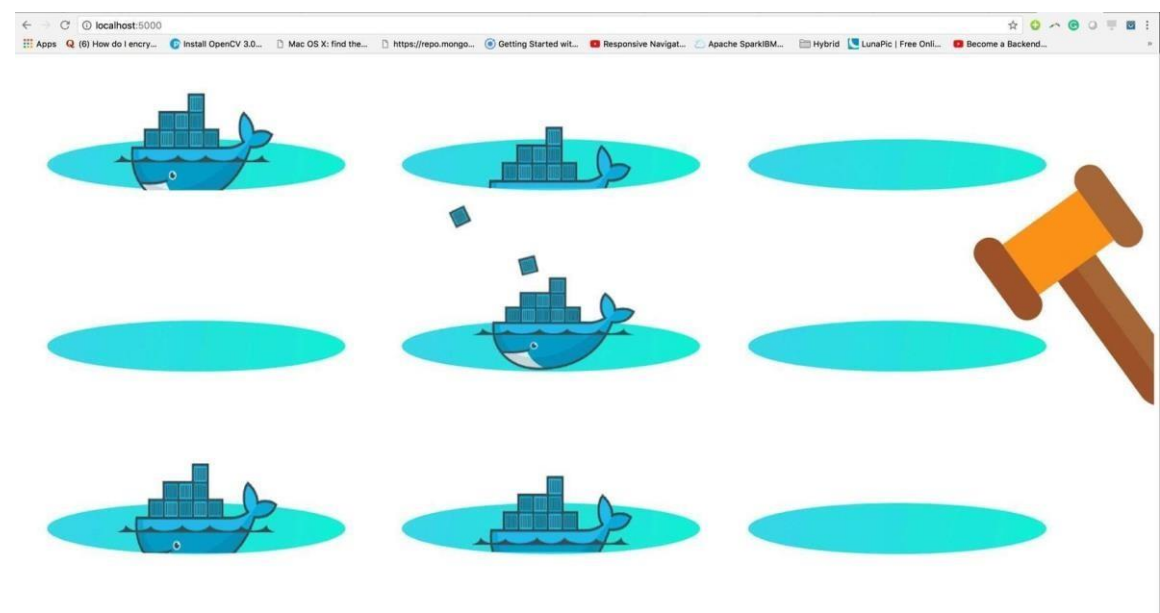 localhost:5000
Apps (6) How do I encry... Install OpenCV 3.0... Mac OS X: find the... https://repo.mongo... Getting Started wit... Responsive Navigat... Apache SparkIBM... Hybrid LunaPic | Free Onli... Become a Backend... »